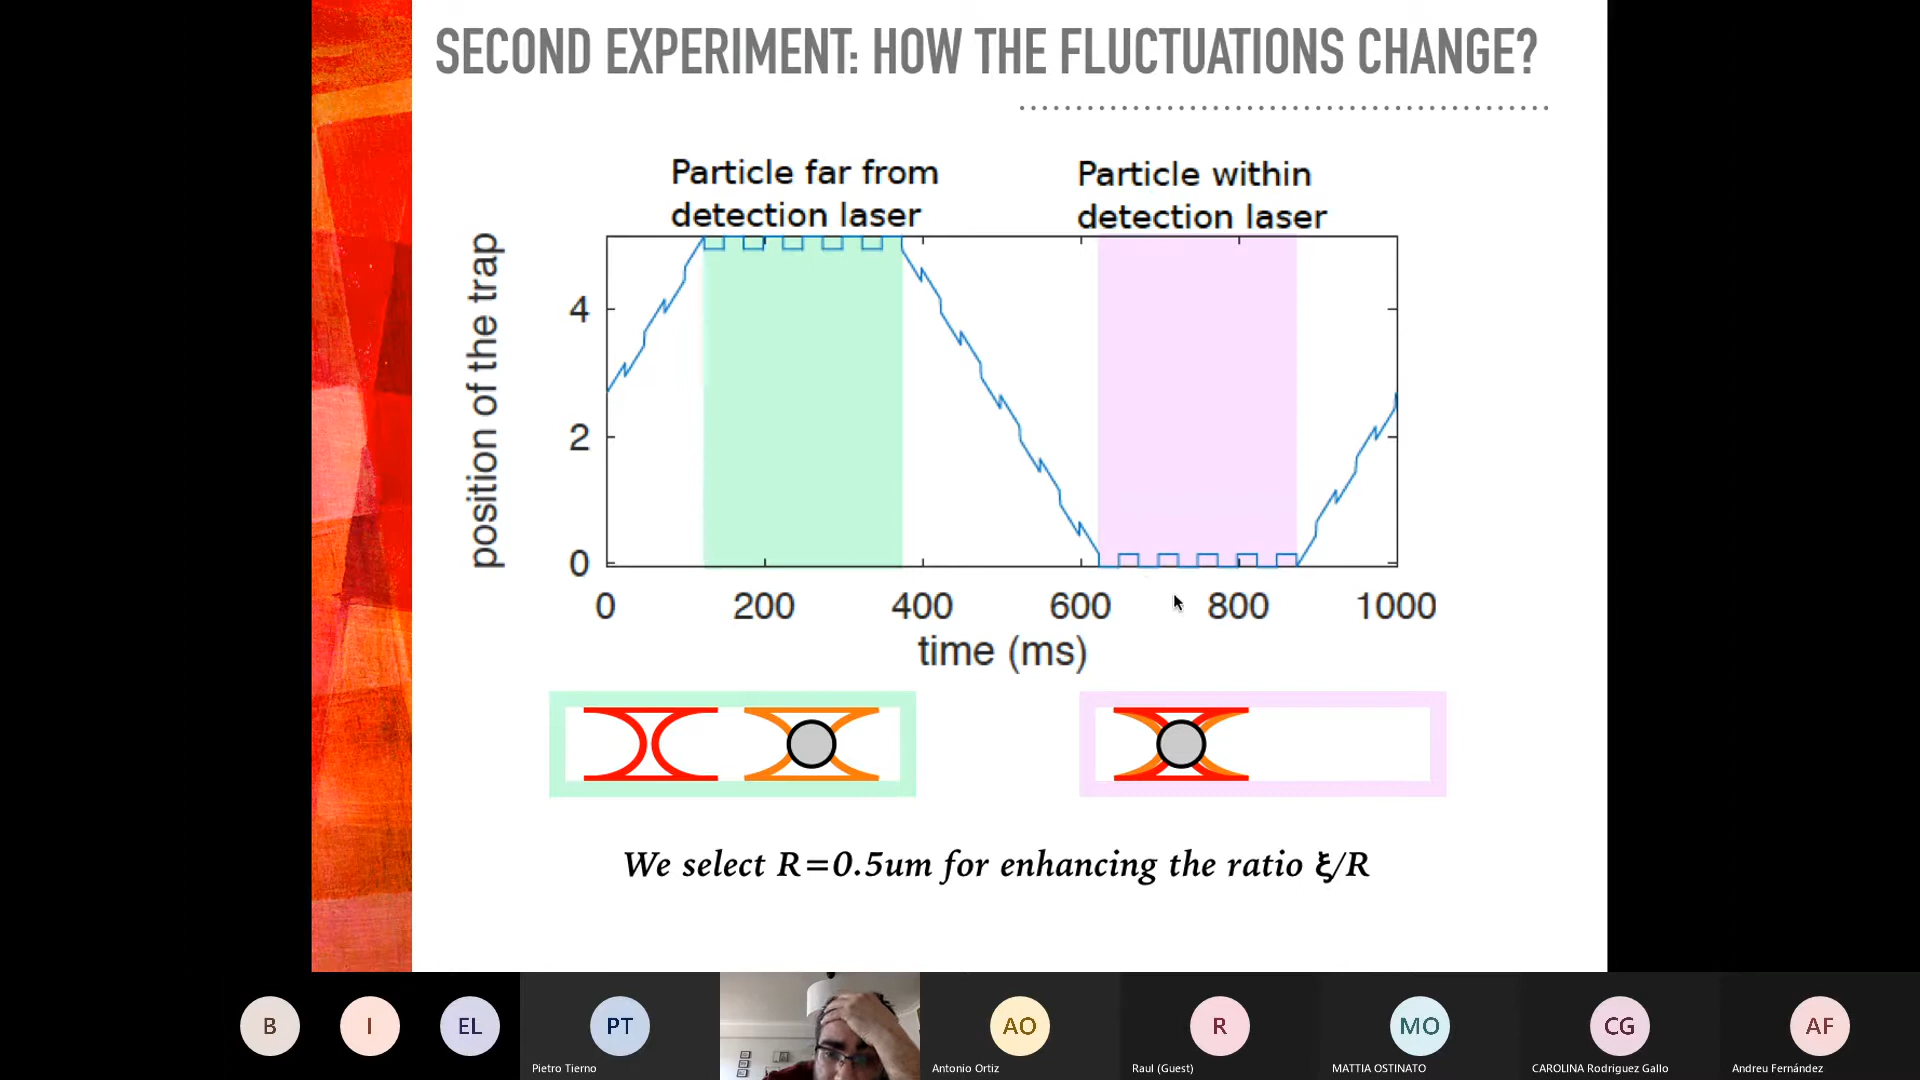 SECOND EXPERIMENT: HOW THE FLUCTUATIONS CHANGE?
Particle far from
detection laser
Particle within
detection laser
position of the trap
4
2
0
0 200 400 600 800 1000
time (ms)
We select R=0.5um for enhancing the ratio ξ/R
B I EL PT AO R MO CG AF
Pietro Tierno Antonio Ortiz Raul (Guest) MATTIA OSTINATO CAROLINA Rodriguez Gallo Andreu Fernández